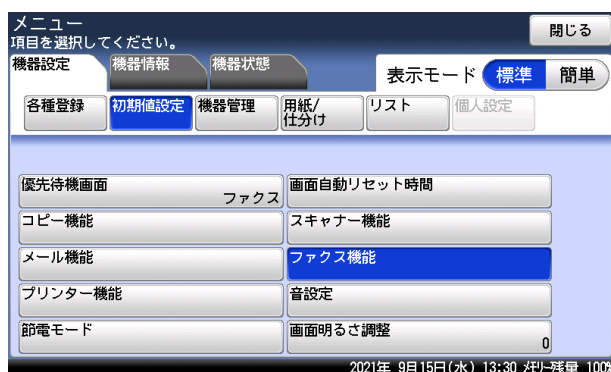 メニュー
閉じる
項目を選択してください。
機器設定 機器情報 機器状態
表示モード 標準 簡単
各種登録 初期値設定 機器管理 用紙/ リスト 個人設定
仕分け
優先待機画面 画面自動リセット時間
ファクス
コピー機能 スキャナー機能
メール機能 ファクス機能
プリンター機能 音設定
節電モード 画面明るさ調整
0
2021年 9月15日(水) 13:30 メモリー残量 100%